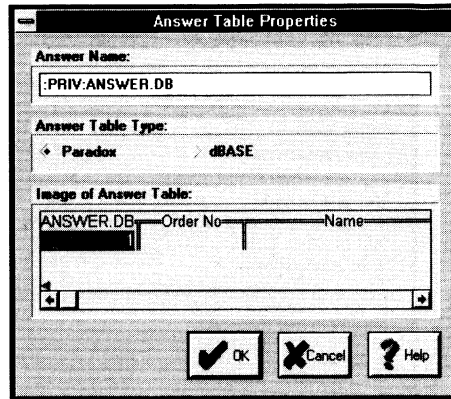 Answer Table Properties
Answer Name:
:PRIV:ANSWER.DB
Answer Table Type:
Paradox dBASE
Image of Answer Table:
ANSWER.DB Order No Name
OK Cancel Help